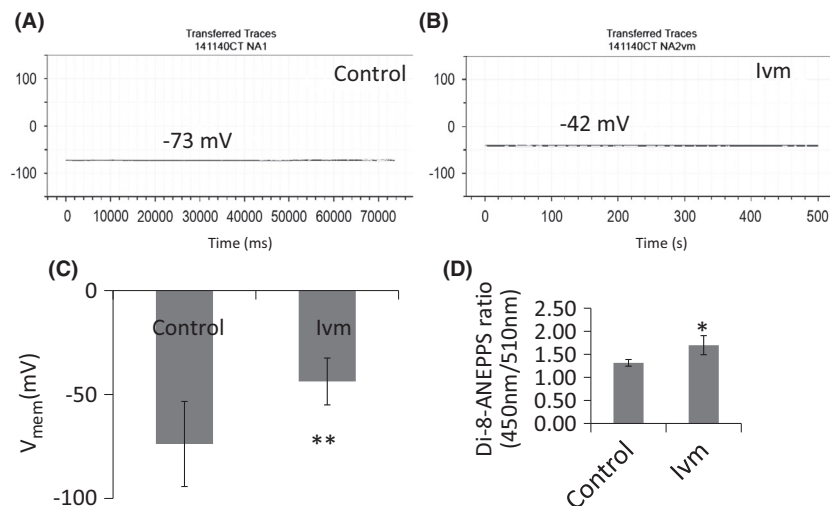 (A)
Transferred Traces
141140CT NA1
Control
100
0
-100
-73 mV
0 10000 20000 30000 40000 50000 60000 70000
Time (ms)
(B)
Transferred Traces
141140CT NA2vm
Ivm
100
0
-100
-42 mV
0 100 200 300 400 500
Time (s)
(C)
0
-50
-100
Vmem(mV)
Control Ivm
**
(D)
Di-8-ANEPPS ratio
(450nm/510nm)
2.50
2.00
1.50
1.00
0.50
0.00
*
Control Ivm